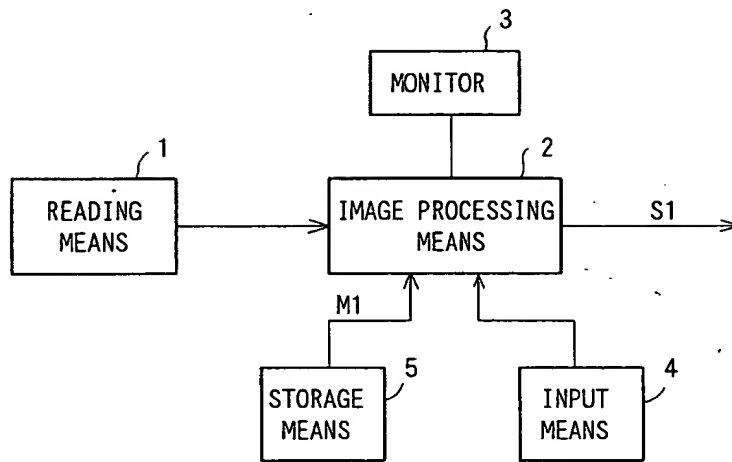 3
MONITOR
1
2
READING
MEANS
IMAGE PROCESSING
MEANS
S1
M1
5
4
STORAGE
MEANS
INPUT
MEANS